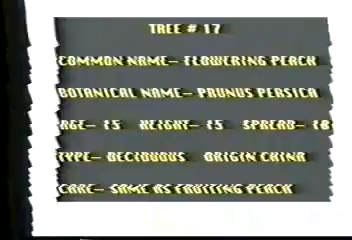 TREE # 17
COMMON NAME— FLOWERING PEACH
BOTANICAL NAME— PRUNUS PERSICA
AGE— 15 HEIGHT— 15 SPREAD— 18
TYPE— DECIDUOUS ORIGIN CHINA
CARE— SAME AS FRUITING PEACH